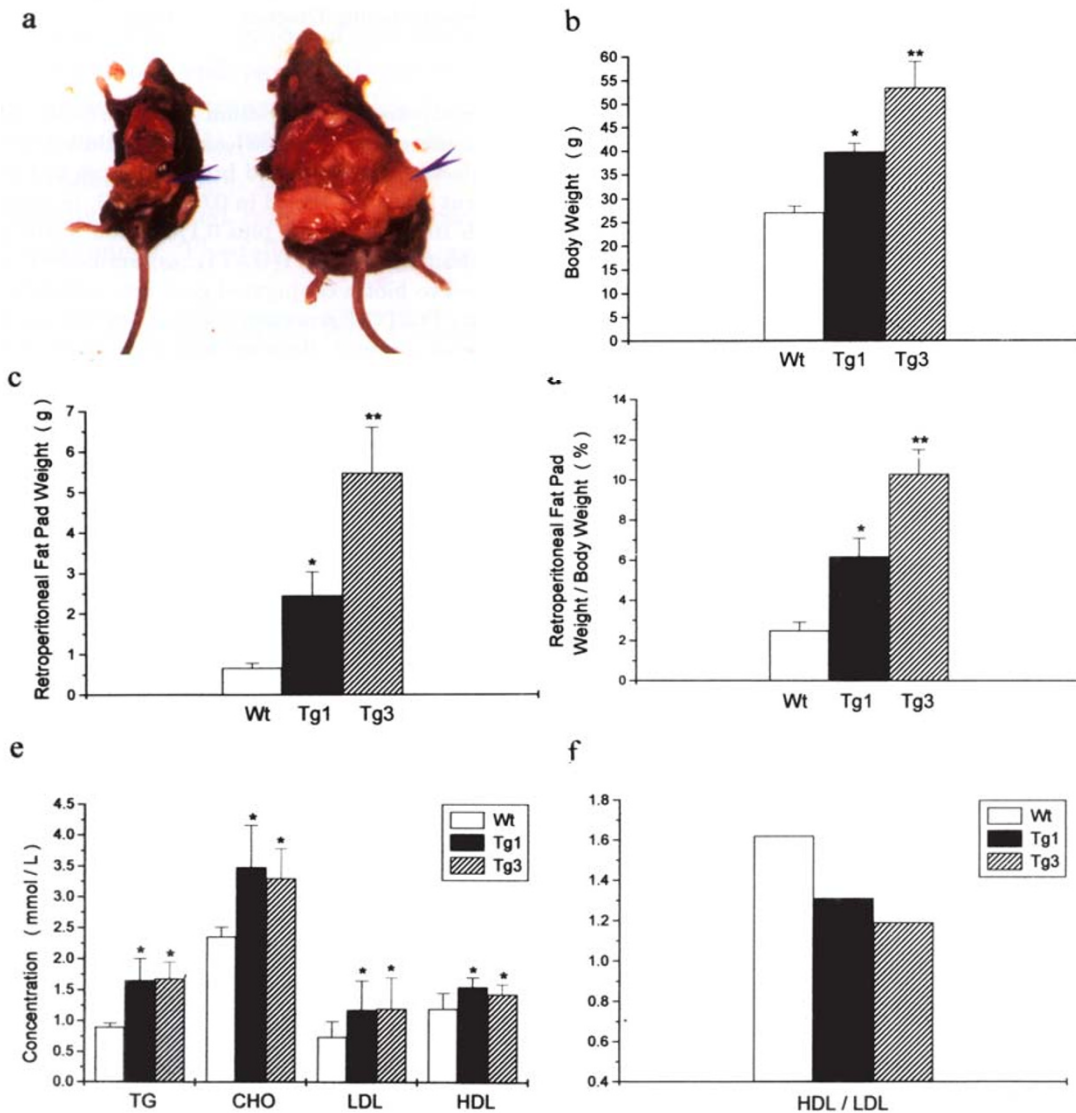 a
b
60
55
50
45
40
35
30
25
20
15
10
5
0
Body Weight ( g )
*
**
Wt Tg1 Tg3
c
7
6
5
4
3
2
1
0
Retroperitoneal Fat Pad Weight ( g )
*
**
Wt Tg1 Tg3
14
12
10
8
6
4
2
0
Retroperitoneal Fat Pad
Weight / Body Weight ( % )
*
**
Wt Tg1 Tg3
e
4.5
4.0
3.5
3.0
2.5
2.0
1.5
1.0
0.5
0.0
Concentration ( mmol / L )
* * * * * * * *
Wt
Tg1
Tg3
TG CHO LDL HDL
f
1.8
1.6
1.4
1.2
1.0
0.8
0.6
0.4
Wt
Tg1
Tg3
HDL / LDL